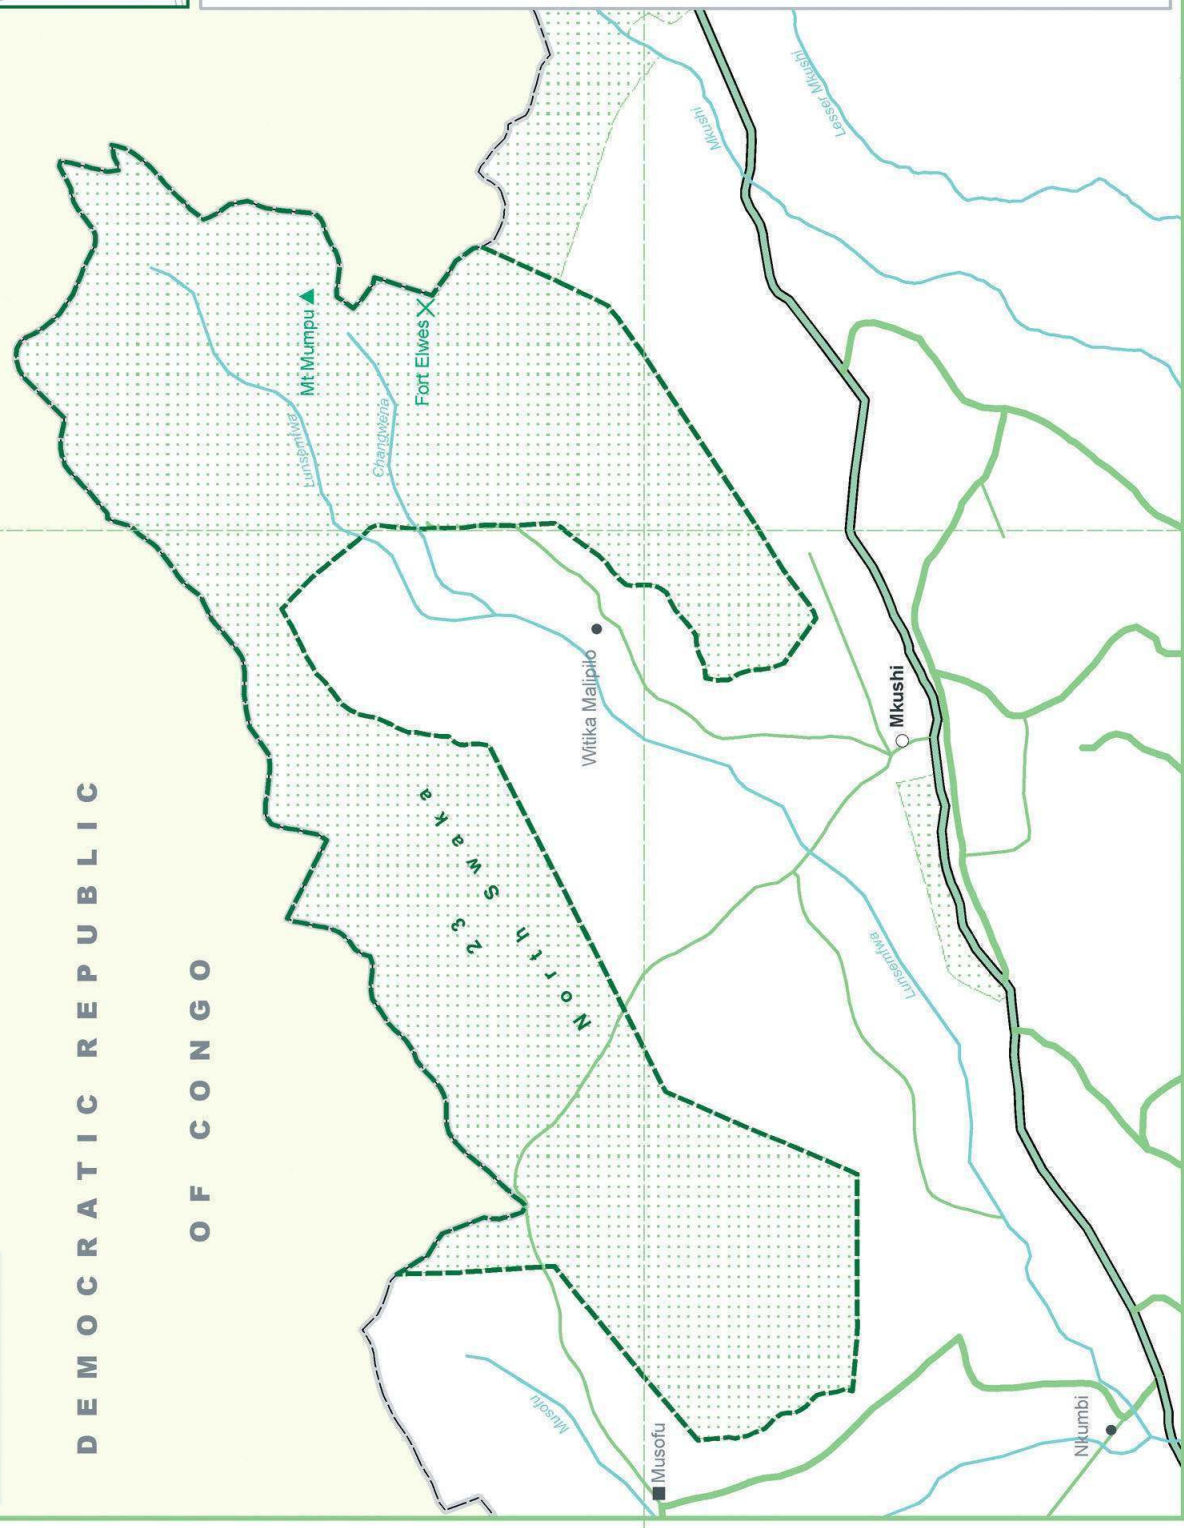 DEMOCRATIC REPUBLIC
OF CONGO
Lunsemfwa
Mt Mumpu
Changwena
Fort Elwes
23
North Swaka
Musofu
Witika Malipilo
Musofu
Mkushi
Lesser Mkushi
Lunsemfwa
Mkushi
Nkumbi